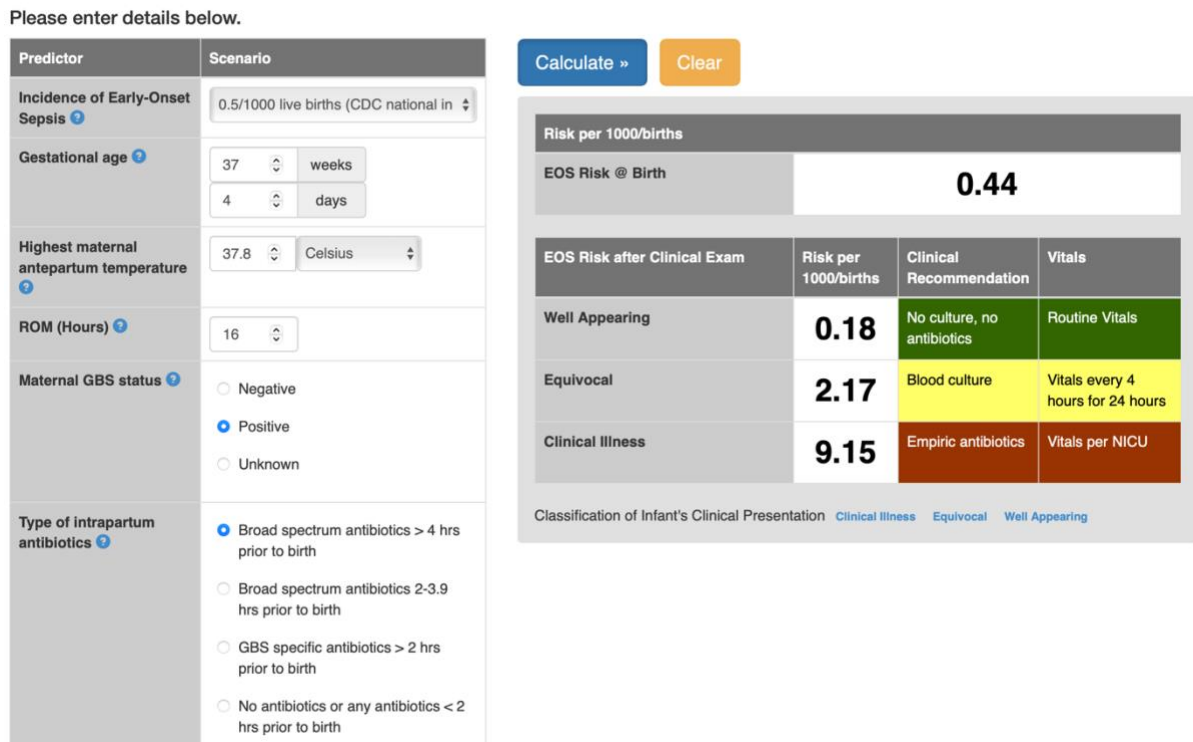 Please enter details below.
Predictor
Scenario
Incidence of Early-Onset
Sepsis ?
0.5/1000 live births (CDC national in
Gestational age ?
37
weeks
4
days
Highest maternal
antepartum temperature
?
37.8
Celsius
ROM (Hours) ?
16
Maternal GBS status ?
Negative
Positive
Unknown
Type of intrapartum
antibiotics ?
Broad spectrum antibiotics > 4 hrs
prior to birth
Broad spectrum antibiotics 2-3.9
hrs prior to birth
GBS specific antibiotics > 2 hrs
prior to birth
No antibiotics or any antibiotics < 2
hrs prior to birth
Calculate »
Clear
Risk per 1000/births
EOS Risk @ Birth
0.44
EOS Risk after Clinical Exam
Risk per
1000/births
Clinical
Recommendation
Vitals
Well Appearing
0.18
No culture, no
antibiotics
Routine Vitals
Equivocal
2.17
Blood culture
Vitals every 4
hours for 24 hours
Clinical Illness
9.15
Empiric antibiotics
Vitals per NICU
Classification of Infant's Clinical Presentation Clinical Illness Equivocal Well Appearing